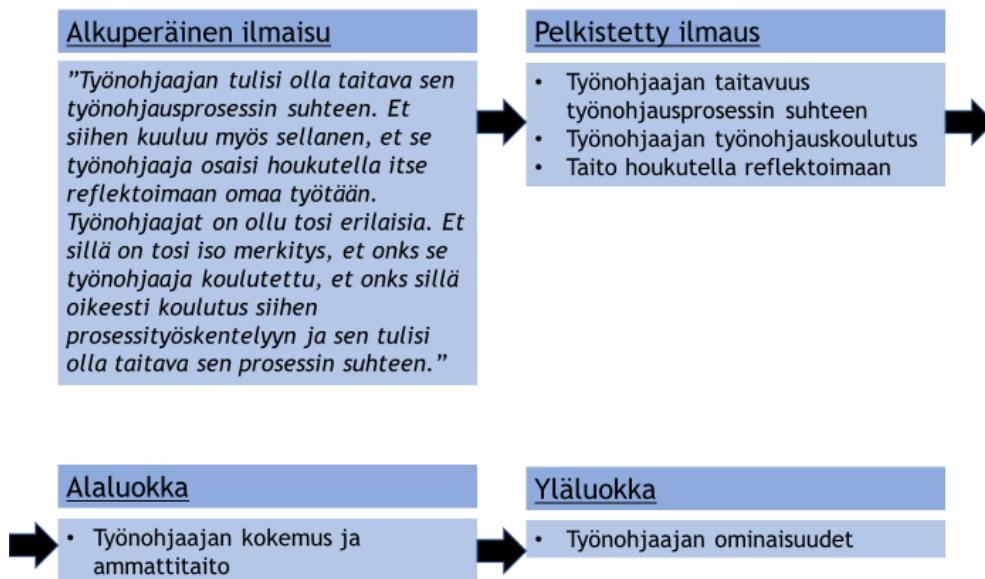 Alkuperäinen ilmaisu
”Työnohjaajan tulisi olla taitava sen
työnohjausprosessin suhteen. Et
siihen kuuluu myös sellanen, et se
työnohjaaja osaisi houkutella itse
reflektoimaan omaa työtään.
Työnohjaajat on ollu tosi erilaisia. Et
sillä on tosi iso merkitys, et onks se
työnohjaaja koulutettu, et onks sillä
oikeesti koulutus siihen
prosessityöskentelyyn ja sen tulisi
olla taitava sen prosessin suhteen.”
Pelkistetty ilmaus
• Työnohjaajan taitavuus
työnohjausprosessin suhteen
• Työnohjaajan työnohjauskoulutus
• Taito houkutella reflektoimaan
Alaluokka
• Työnohjaajan kokemus ja
ammattitaito
Yläluokka
• Työnohjaajan ominaisuudet